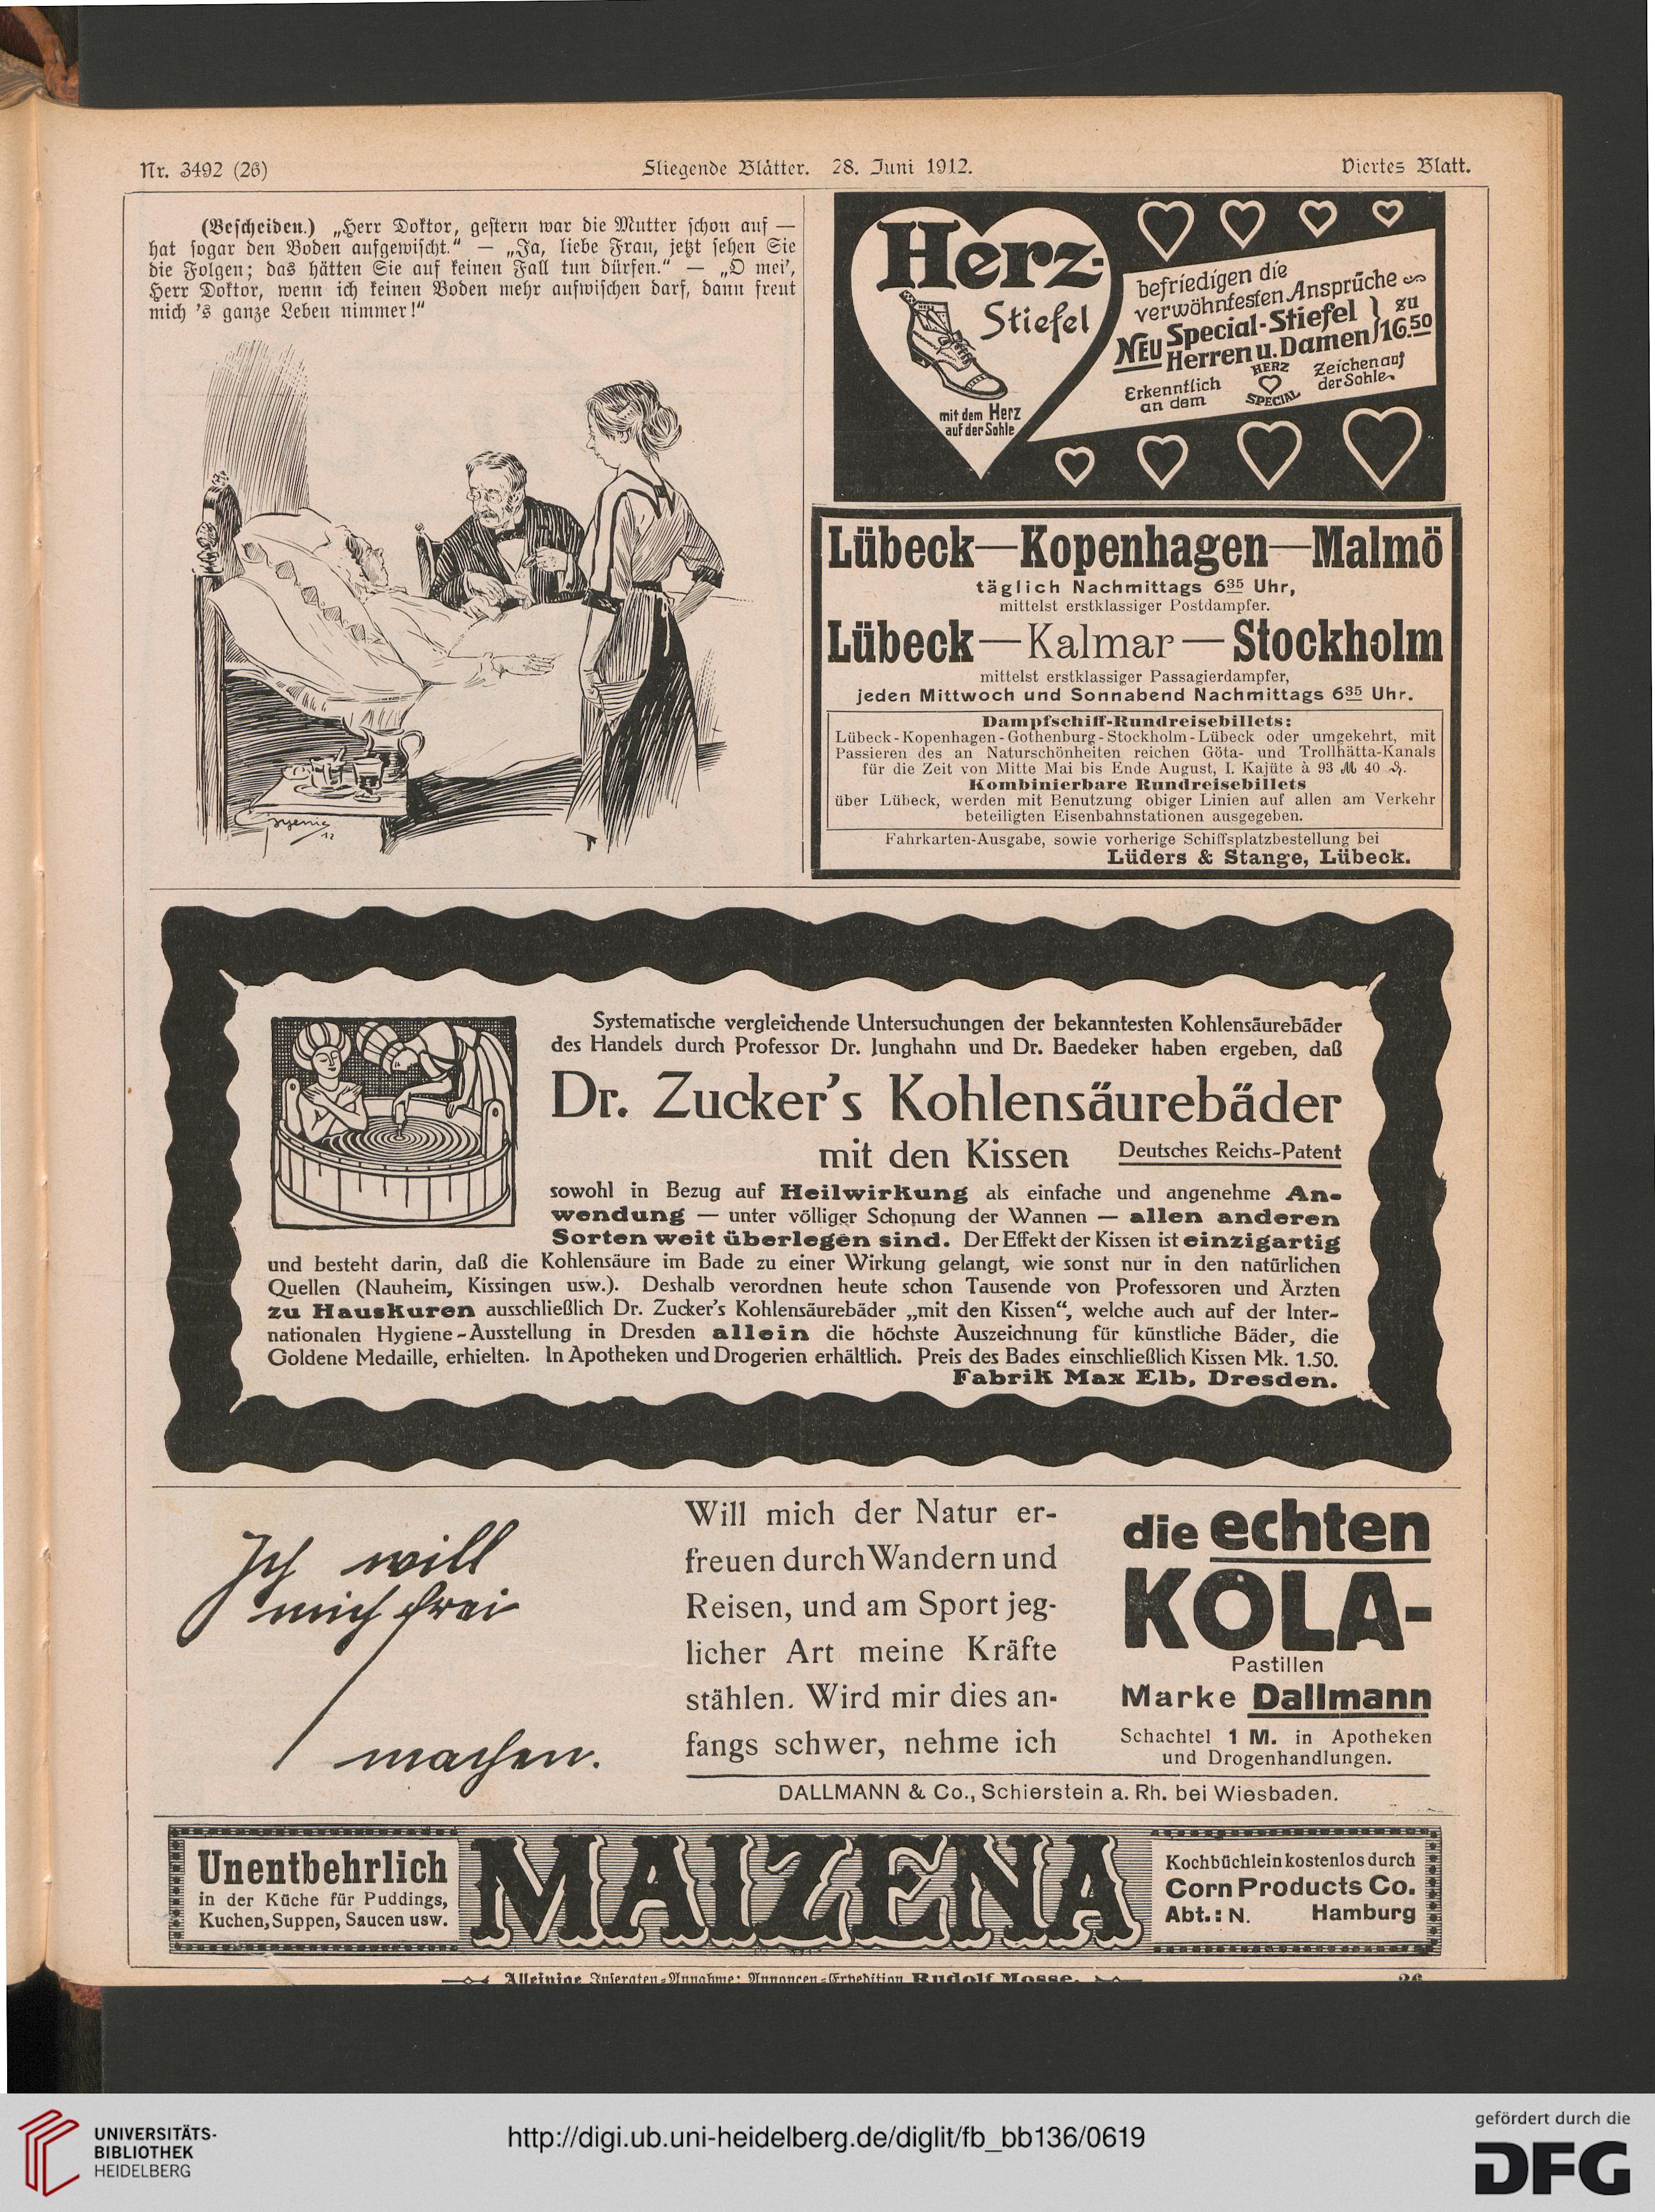 Nr. 3492 (26)
Fliegende Blätter. 28. Juni 1912.
Viertes Blatt.
(Bescheiden.) „Herr Doktor, gestern war die Mutter schon auf —
hat sogar den Boden aufgewischt.“ — „Ja, liebe Frau, jetzt sehen Sie
die Folgen; das hätten Sie auf keinen Fall tun dürfen.“ — „O mei',
Herr Doktor, wenn ich keinen Boden mehr aufwischen darf, dann freut
mich 's ganze Leben nimmer!“
12
Herz-
Stiefel
mit dem Herz
auf der Sohle
befriedigen die
verwöhntesten Ansprüche
NEU Special-Stiefel } zu
Herren u. Damen 16.50
Erkenntlich
an dem
HERZ
SPECIAL
Zeichen auf
der Sohle
Lübeck—Kopenhagen—Malmö
täglich Nachmittags 6 35 Uhr,
mittelst erstklassiger Postdampfer.
Lübeck—Kalmar—Stockholm
mittelst erstklassiger Passagierdampfer,
jeden Mittwoch und Sonnabend Nachmittags 6 35 Uhr.
Dampfschiff-Rundreisebillets:
Lübeck-Kopenhagen-Gothenburg-Stockholm-Lübeck oder umgekehrt, mit
Passieren des an Naturschönheiten reichen Göta- und Trollhätta-Kanals
für die Zeit von Mitte Mai bis Ende August, I. Kajüte à 93 ℳ 40 ₰.
Kombinierbare Rundreisebillets
über Lübeck, werden mit Benutzung obiger Linien auf allen am Verkehr
beteiligten Eisenbahnstationen ausgegeben.
Fahrkarten-Ausgabe, sowie vorherige Schiffsplatzbestellung bei
Lüders & Stange, Lübeck.
Systematische vergleichende Untersuchungen der bekanntesten Kohlensäurebäder
des Handels durch Professor Dr. Junghahn und Dr. Baedeker haben ergeben, daß
Dr. Zucker's Kohlensäurebäder
mit den Kissen Deutsches Reichs-Patent
sowohl in Bezug auf Heilwirkung als einfache und angenehme An-
wendung — unter völliger Schonung der Wannen — allen anderen
Sorten weit überlegen sind. Der Effekt der Kissen ist einzigartig
und besteht darin, daß die Kohlensäure im Bade zu einer Wirkung gelangt, wie sonst nur in den natürlichen
Quellen (Nauheim, Kissingen usw.). Deshalb verordnen heute schon Tausende von Professoren und Ärzten
zu Hauskuren ausschließlich Dr. Zucker's Kohlensäurebäder „mit den Kissen“, welche auch auf der Inter-
nationalen Hygiene-Ausstellung in Dresden allein die höchste Auszeichnung für künstliche Bäder, die
Goldene Medaille, erhielten. In Apotheken und Drogerien erhältlich. Preis des Bades einschließlich Kissen Mk. 1.50.
Fabrik Max Elb, Dresden.
Ich will
mich frei
machen.
Will mich der Natur er-
freuen durch Wandern und
Reisen, und am Sport jeg-
licher Art meine Kräfte
stählen. Wird mir dies an-
fangs schwer, nehme ich
die echten
KOLA-
Pastillen
Marke Dallmann
Schachtel 1 M. in Apotheken
und Drogenhandlungen.
DALLMANN & Co., Schierstein a. Rh. bei Wiesbaden.
Unentbehrlich
in der Küche für Puddings,
Kuchen, Suppen, Saucen usw.
MAIZENA
Kochbüchlein kostenlos durch
Corn Products Co.
Abt.: N. Hamburg
Alleinige Inseraten-Annahme: Annoncen-Expedition Rudolf Mosse.
26
UNIVERSITÄTS-
BIBLIOTHEK
HEIDELBERG
http://digi.ub.uni-heidelberg.de/diglit/fb_bb136/0619
gefördert durch die
DFG